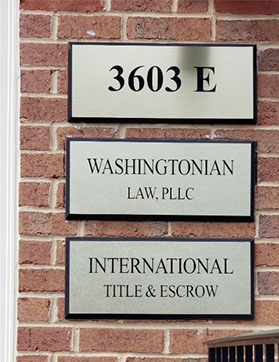 3603 E
WASHINGTONIAN
LAW, PLLC
INTERNATIONAL
TITLE & ESCROW